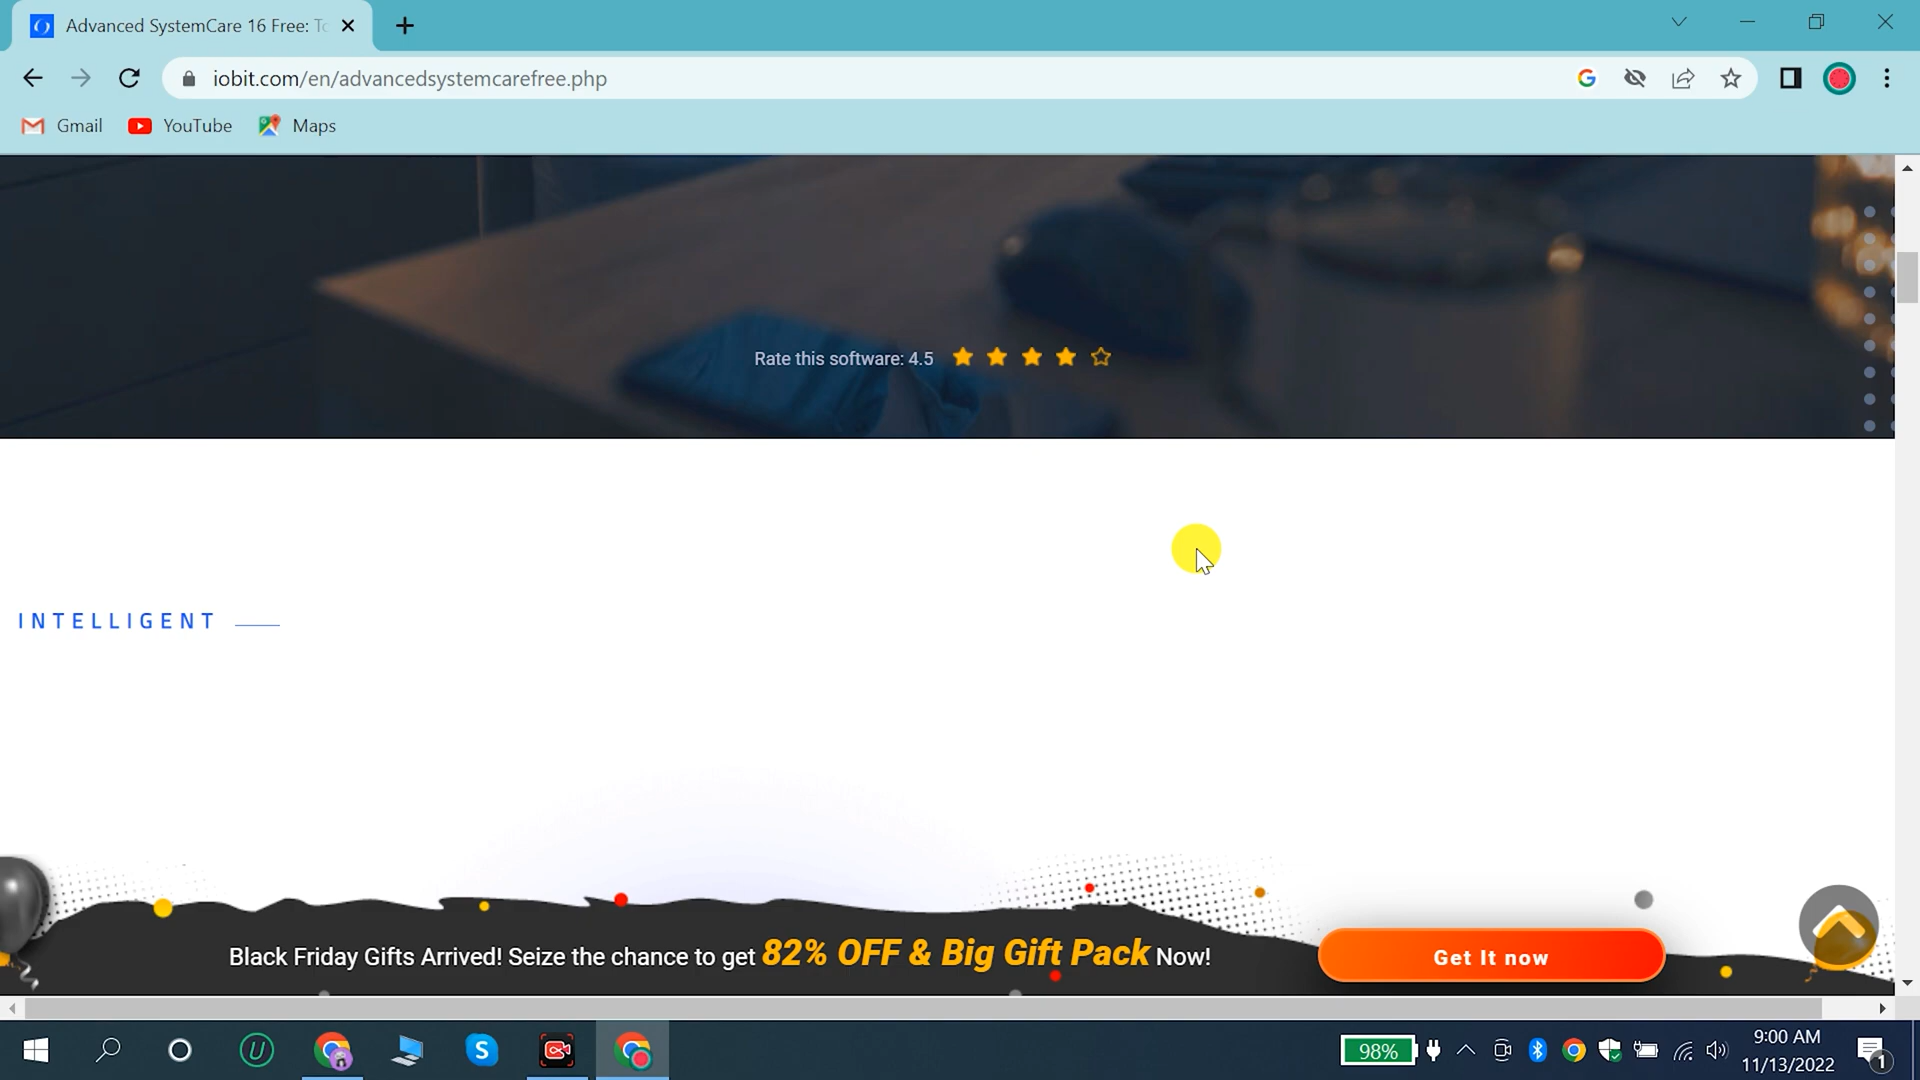 Advanced SystemCare 16 Free: To
iobit.com/en/advancedsystemcarefree.php
Gmail YouTube Maps
Rate this software: 4.5
INTELLIGENT
Black Friday Gifts Arrived! Seize the chance to get 82% OFF & Big Gift Pack Now!
Get It now
98%
9:00 AM
11/13/2022
1